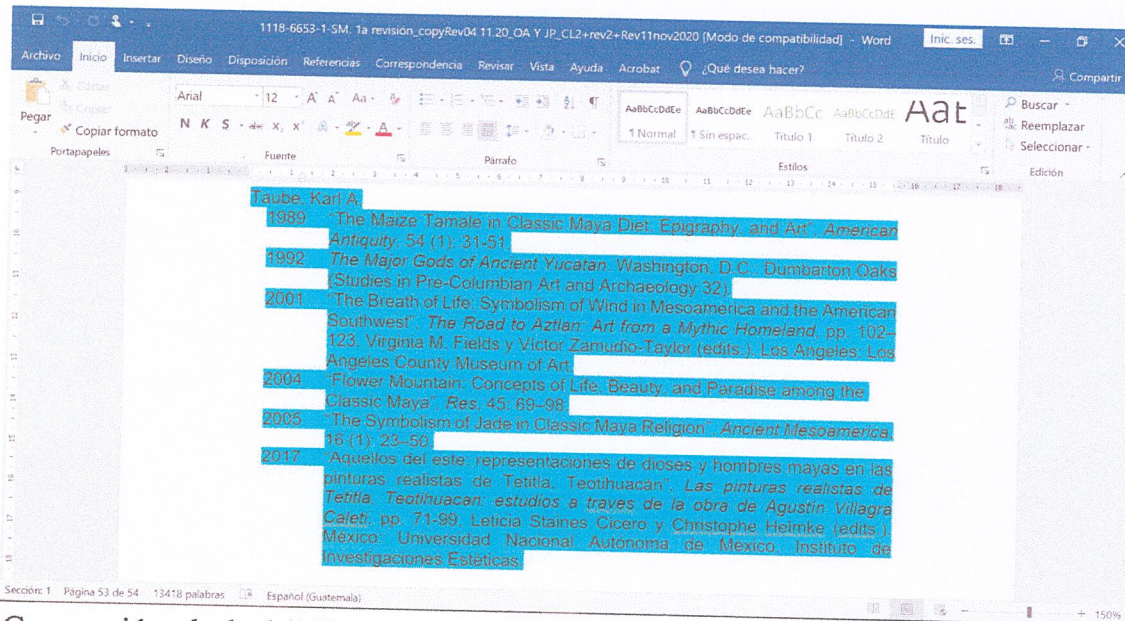 1118-6653-1-SM. 1a revisión_copyRev04.11.20_OA Y JP_CL2+rev2+Rev11nov2020 [Modo de compatibilidad] - Word Inic. ses.
Archivo Inicio Insertar Diseño Disposición Referencias Correspondencia Revisar Vista Ayuda Acrobat ¿Qué desea hacer? Compartir
Pegar
Cortar
Copiar
Copiar formato
Portapapeles
Arial 12
N K S
Fuente
Párrafo
AaBbCcDdEe AaBbCcDdEe AaBbCc AaBbCcDdE Aat
¶ Normal ¶ Sin espac. Título 1 Título 2 Título
Estilos
Buscar
Reemplazar
Seleccionar
Edición
Taube, Karl A.
1989 "The Maize Tamale in Classic Maya Diet, Epigraphy, and Art", American
Antiquity, 54 (1): 31-51.
1992 The Major Gods of Ancient Yucatan. Washington, D.C.: Dumbarton Oaks
(Studies in Pre-Columbian Art and Archaeology 32).
2001 "The Breath of Life: Symbolism of Wind in Mesoamerica and the American
Southwest", The Road to Aztlan: Art from a Mythic Homeland, pp. 102–
123, Virginia M. Fields y Victor Zamudio-Taylor (edits.). Los Angeles: Los
Angeles County Museum of Art.
2004 "Flower Mountain: Concepts of Life, Beauty, and Paradise among the
Classic Maya", Res, 45: 69–98.
2005 "The Symbolism of Jade in Classic Maya Religion", Ancient Mesoamerica,
16 (1): 23–50.
2017 "Aquellos del este: representaciones de dioses y hombres mayas en las
pinturas realistas de Tetitla, Teotihuacán", Las pinturas realistas de
Tetitla, Teotihuacan: estudios a través de la obra de Agustín Villagra
Caleti, pp. 71-99, Leticia Staines Cicero y Christophe Helmke (edits.).
México: Universidad Nacional Autónoma de México, Instituto de
Investigaciones Estéticas.
Sección: 1 Página 53 de 54 13418 palabras Español (Guatemala) 150%